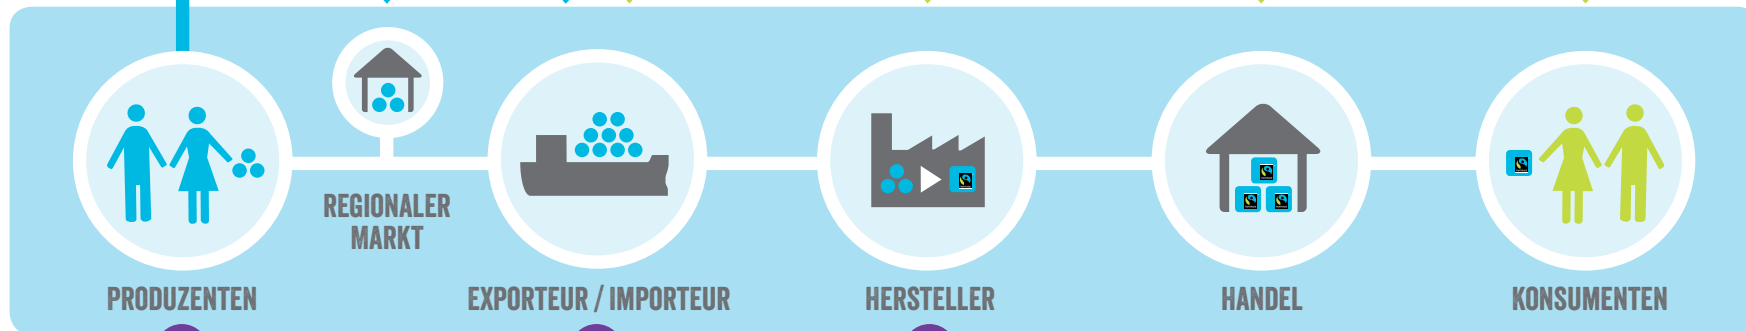 REGIONALER
MARKT
PRODUZENTEN
EXPORTEUR / IMPORTEUR
HERSTELLER
HANDEL
KONSUMENTEN